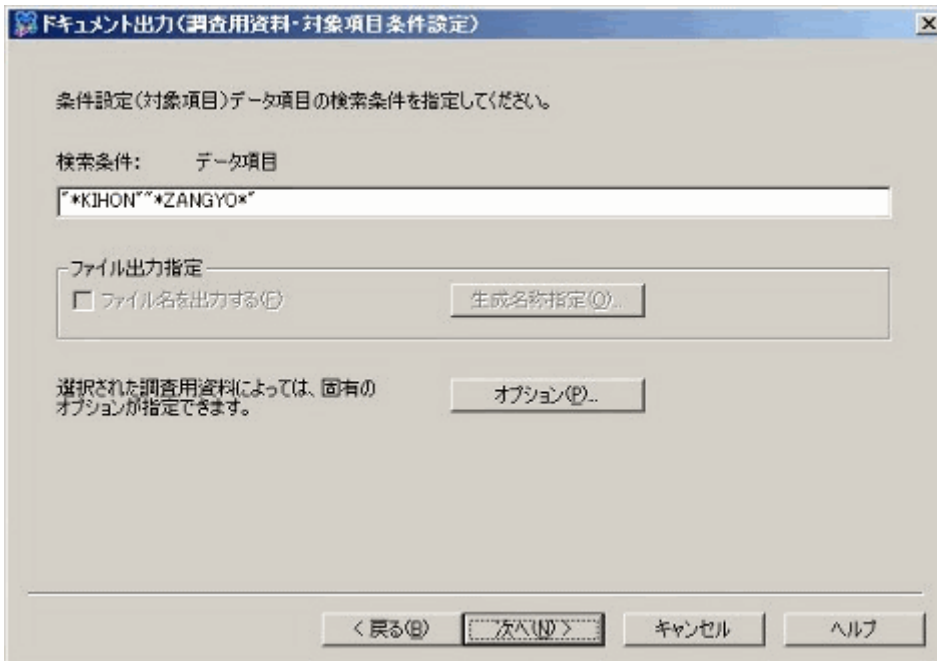 ドキュメント出力(調査用資料・対象項目条件設定)
条件設定(対象項目)データ項目の検索条件を指定してください。
検索条件: データ項目
"*KIHON""*ZANGYO*"
ファイル出力指定
ファイル名を出力する(F)
生成名称指定(O)...
選択された調査用資料によっては、固有の
オプションが指定できます。
オプション(P)...
< 戻る(B)
次へ(N) >
キャンセル
ヘルプ